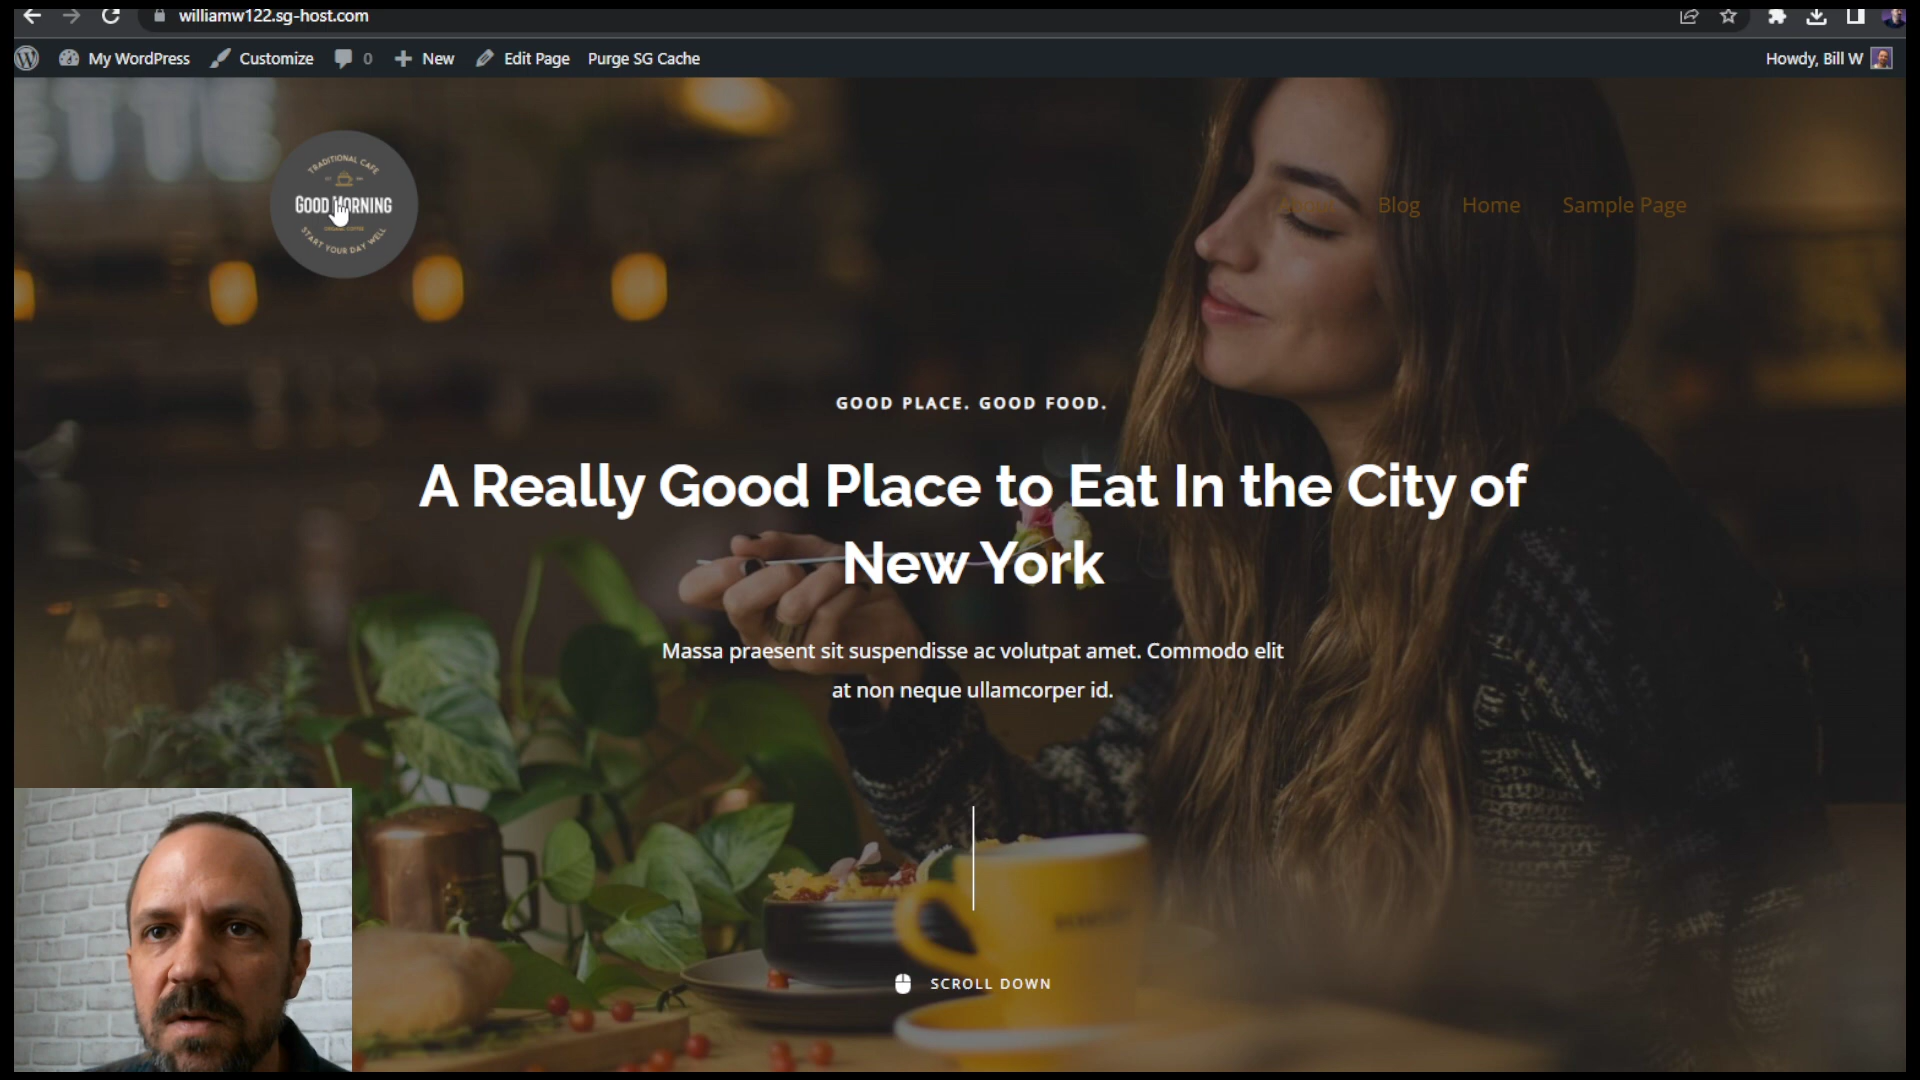 williamw122.sg-host.com
My WordPress Customize 0 New Edit Page Purge SG Cache Howdy, Bill W
TRADITIONAL CAFE
GOOD MORNING
ORGANIC COFFEE
START YOUR DAY WELL
About Blog Home Sample Page
GOOD PLACE. GOOD FOOD.
A Really Good Place to Eat In the City of
New York
Massa praesent sit suspendisse ac volutpat amet. Commodo elit
at non neque ullamcorper id.
SCROLL DOWN